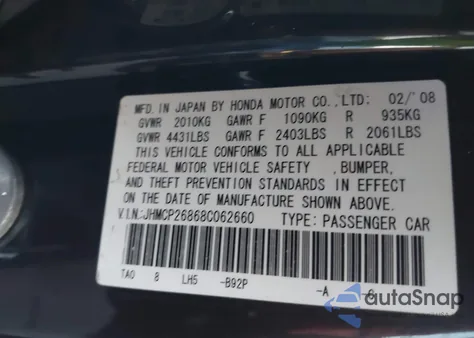 MFD. IN JAPAN BY HONDA MOTOR CO.,LTD: 02/'08
GVWR 2010KG GAWR F 1090KG R 935KG
GVWR 4431LBS GAWR F 2403LBS R 2061LBS
THIS VEHICLE CONFORMS TO ALL APPLICABLE
FEDERAL MOTOR VEHICLE SAFETY ,BUMPER,
AND THEFT PREVENTION STANDARDS IN EFFECT
ON THE DATE OF MANUFACTURE SHOWN ABOVE.
V.I.N:JHMCP26868C062660 TYPE: PASSENGER CAR
TAO 8 LH5 -B92P -A
autoSnap